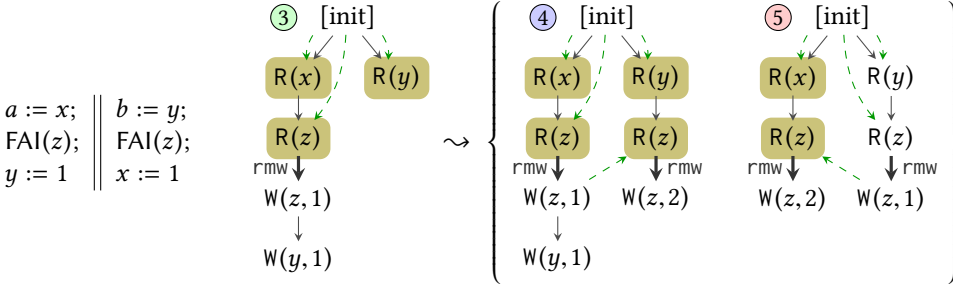 ③ [init] ④ [init] ⑤ [init]
R(x) R(y) R(x) R(y) R(x) R(y)
a := x; b := y;
FAI(z); FAI(z);
y := 1 x := 1
R(z) ⤳ R(z) R(z) R(z) R(z)
rmw rmw rmw rmw rmw
W(z, 1) W(z, 1) W(z, 2) W(z, 2) W(z, 1)
W(y, 1) W(y, 1)